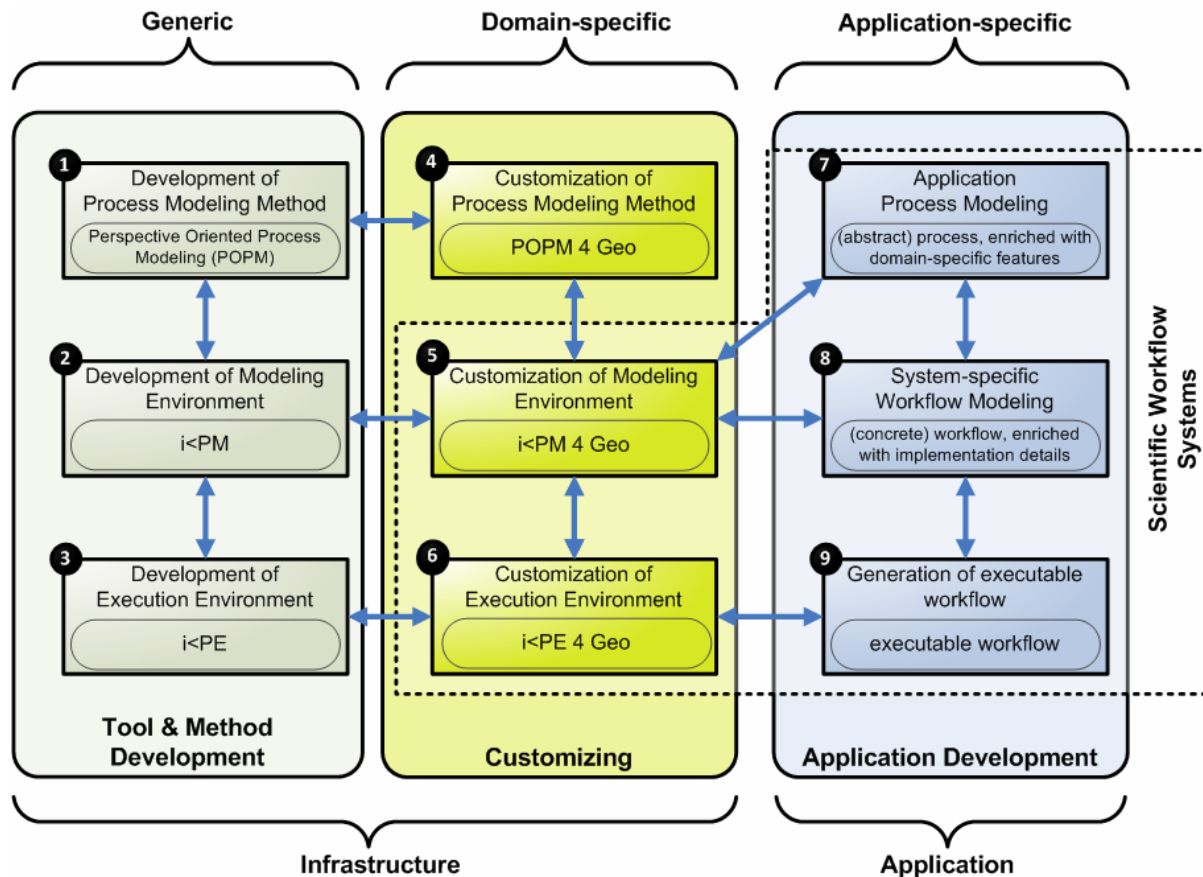 Generic
Domain-specific
Application-specific
1
Development of
Process Modeling Method
Perspective Oriented Process
Modeling (POPM)
4
Customization of
Process Modeling Method
POPM 4 Geo
7
Application
Process Modeling
(abstract) process, enriched with
domain-specific features
2
Development of Modeling
Environment
i<PM
5
Customization of Modeling
Environment
i<PM 4 Geo
8
System-specific
Workflow Modeling
(concrete) workflow, enriched
with implementation details
3
Development of
Execution Environment
i<PE
6
Customization of
Execution Environment
i<PE 4 Geo
9
Generation of executable
workflow
executable workflow
Scientific Workflow
Systems
Tool & Method
Development
Customizing
Application Development
Infrastructure
Application